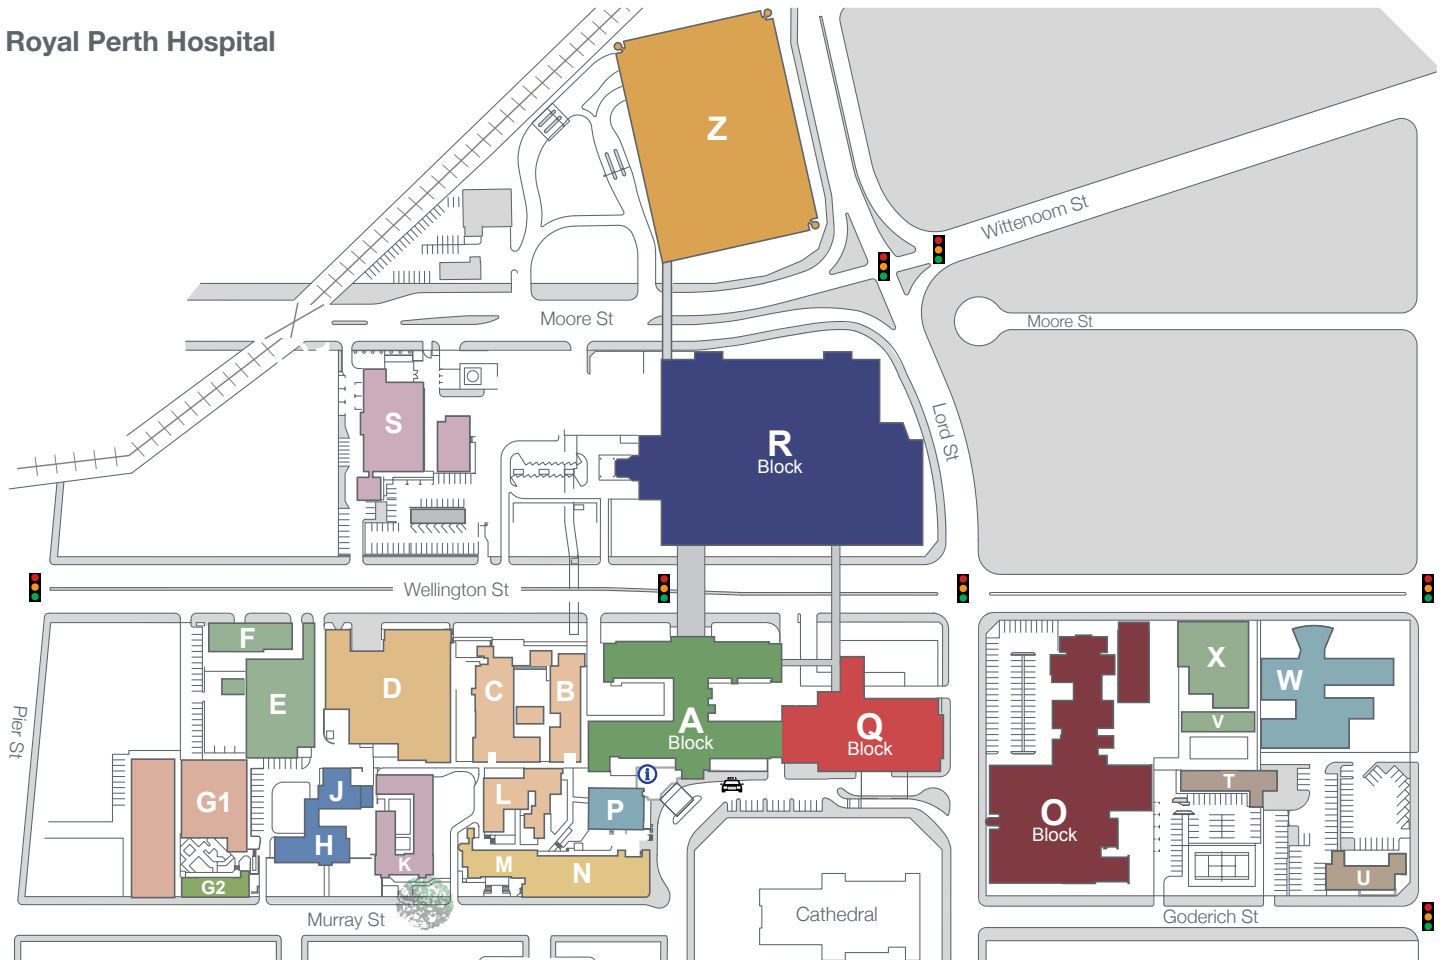 Royal Perth Hospital
Z
Wittenoom St
Moore St
Moore St
Lord St
S
R
Block
Wellington St
F
E
D
C
B
A
Block
Q
Block
X
W
V
Pier St
G1
J
H
K
L
P
i
O
Block
T
G2
M
N
U
Murray St
Cathedral
Goderich St